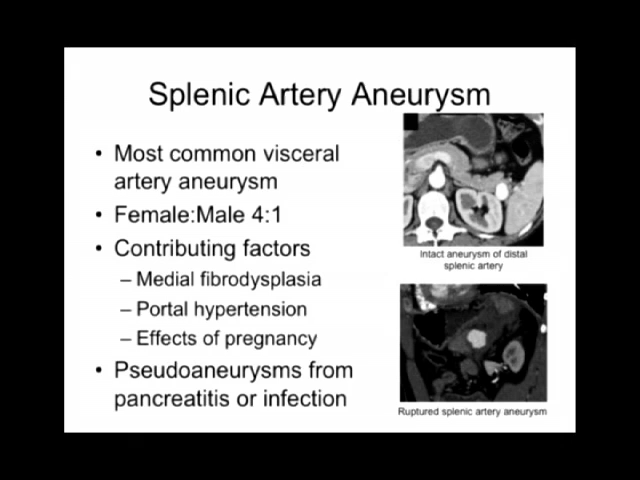 Splenic Artery Aneurysm
• Most common visceral
artery aneurysm
• Female:Male 4:1
• Contributing factors
– Medial fibrodysplasia
– Portal hypertension
– Effects of pregnancy
• Pseudoaneurysms from
pancreatitis or infection
Intact aneurysm of distal
splenic artery
Ruptured splenic artery aneurysm